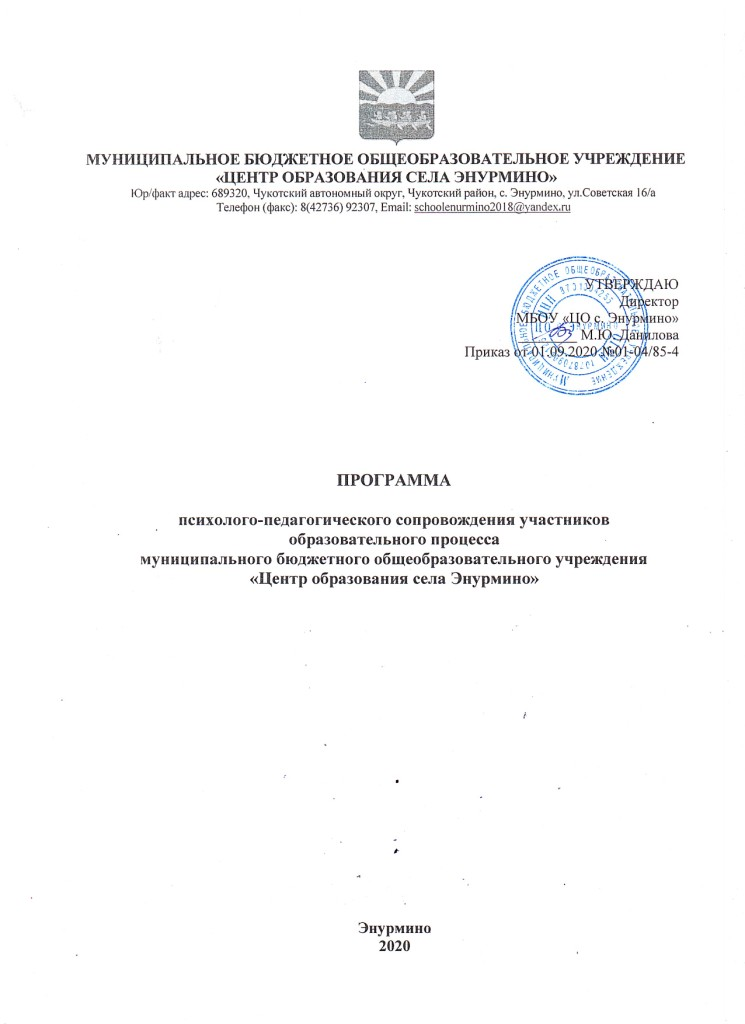 МУНИЦИПАЛЬНОЕ БЮДЖЕТНОЕ ОБЩЕОБРАЗОВАТЕЛЬНОЕ УЧРЕЖДЕНИЕ
«ЦЕНТР ОБРАЗОВАНИЯ СЕЛА ЭНУРМИНО»
Юр/факт адрес: 689320, Чукотский автономный округ, Чукотский район, с. Энурмино, ул.Советская 16/а
Телефон (факс): 8(42736) 92307, Email: schoolenurmino2018@yandex.ru
УТВЕРЖДАЮ
Директор
МБОУ «ЦО с. Энурмино»
М.Ю. Данилова
Приказ от 01.09.2020 №01-04/85-4
ПРОГРАММА
психолого-педагогического сопровождения участников
образовательного процесса
муниципального бюджетного общеобразовательного учреждения
«Центр образования села Энурмино»
Энурмино
2020